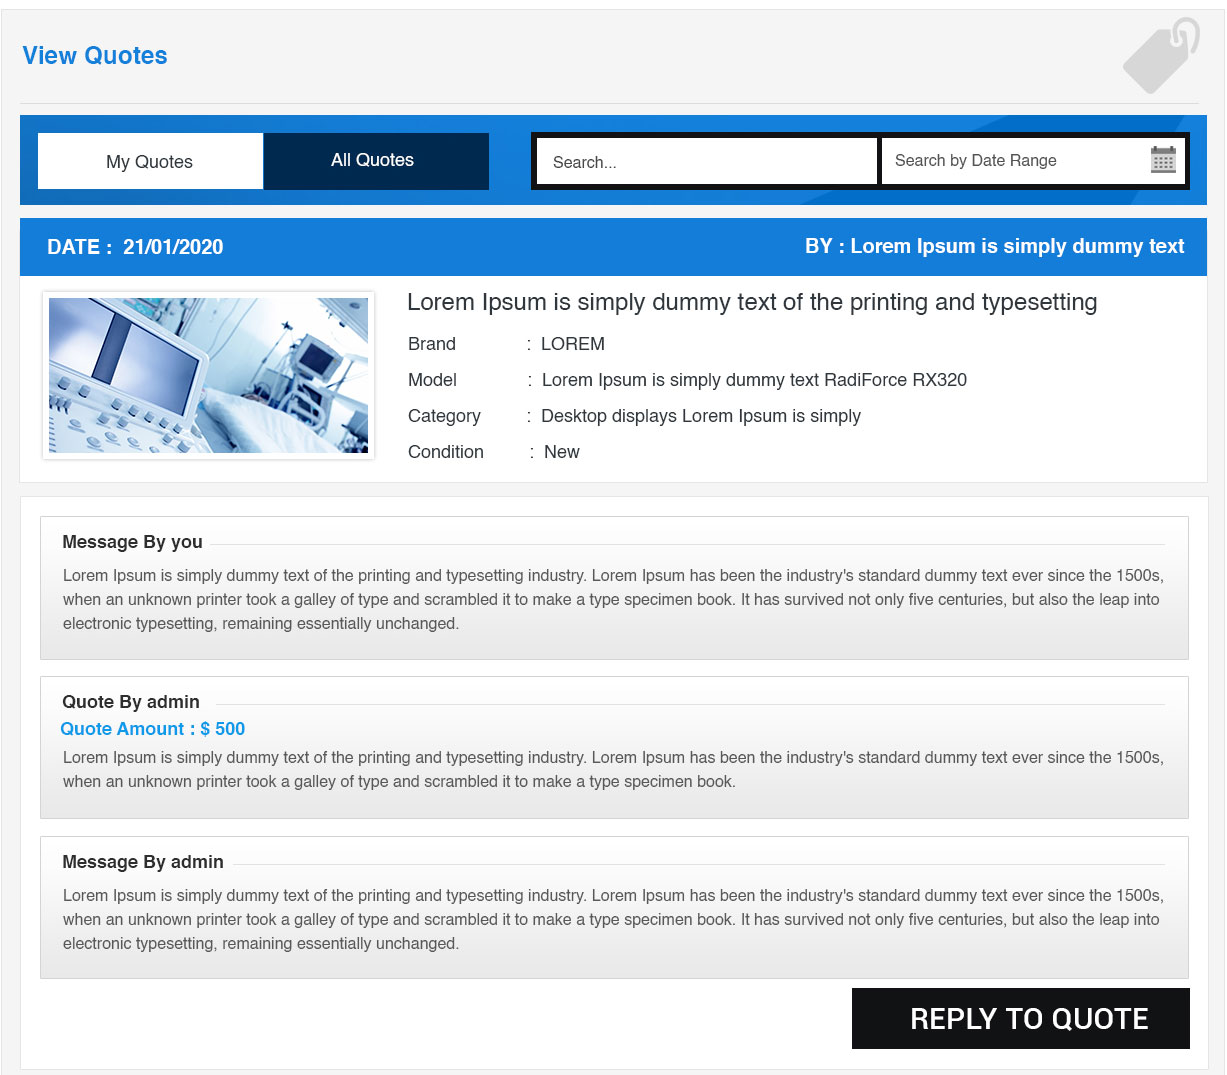 View Quotes
My Quotes
All Quotes
Search...
Search by Date Range
DATE : 21/01/2020
BY : Lorem Ipsum is simply dummy text
Lorem Ipsum is simply dummy text of the printing and typesetting
Brand : LOREM
Model : Lorem Ipsum is simply dummy text RadiForce RX320
Category : Desktop displays Lorem Ipsum is simply
Condition : New
Message By you
Lorem Ipsum is simply dummy text of the printing and typesetting industry. Lorem Ipsum has been the industry's standard dummy text ever since the 1500s,
when an unknown printer took a galley of type and scrambled it to make a type specimen book. It has survived not only five centuries, but also the leap into
electronic typesetting, remaining essentially unchanged.
Quote By admin
Quote Amount : $ 500
Lorem Ipsum is simply dummy text of the printing and typesetting industry. Lorem Ipsum has been the industry's standard dummy text ever since the 1500s,
when an unknown printer took a galley of type and scrambled it to make a type specimen book.
Message By admin
Lorem Ipsum is simply dummy text of the printing and typesetting industry. Lorem Ipsum has been the industry's standard dummy text ever since the 1500s,
when an unknown printer took a galley of type and scrambled it to make a type specimen book. It has survived not only five centuries, but also the leap into
electronic typesetting, remaining essentially unchanged.
REPLY TO QUOTE